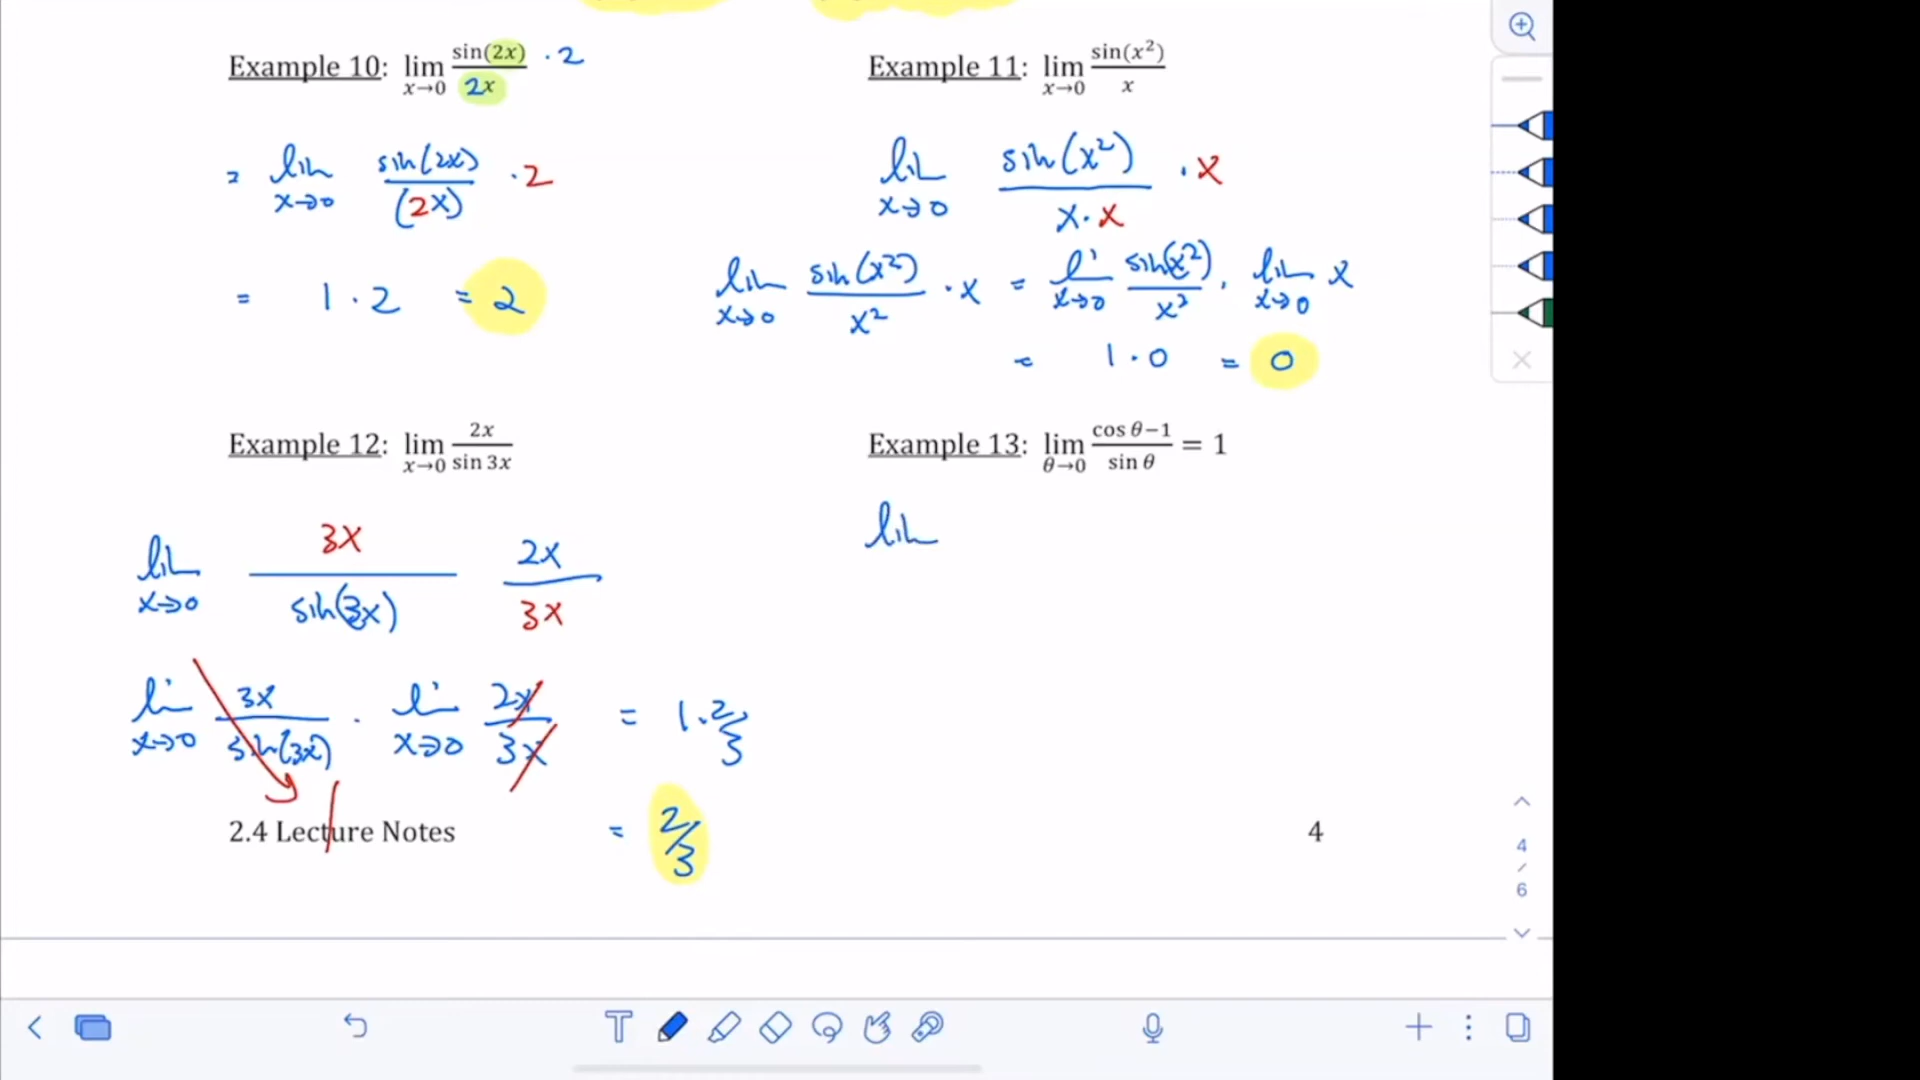 Example 10: lim x→0 sin(2x)/2x · 2
= lim x→0 sin(2x)/(2x) · 2
= 1 · 2 = 2
Example 11: lim x→0 sin(x²)/x
lim x→0 sin(x²)/x·x · x
lim x→0 sin(x²)/x² · x = lim x→0 sin(x²)/x² · lim x→0 x
= 1 · 0 = 0
Example 12: lim x→0 2x/sin 3x
lim x→0 3x/sin(3x) 2x/3x
lim x→0 3x/sin(3x) · lim x→0 2x/3x = 1 · 2/3
1
= 2/3
Example 13: lim θ→0 cos θ−1/sin θ = 1
lim
2.4 Lecture Notes
4
4
/
6
T